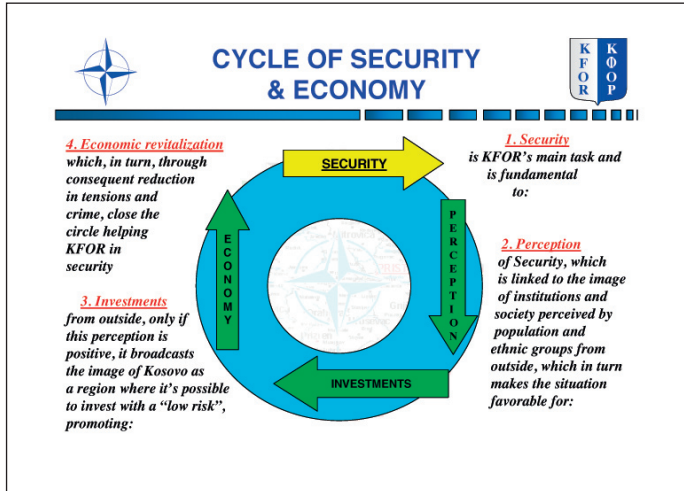 CYCLE OF SECURITY
& ECONOMY
KFOR
КФОР
1. Security
is KFOR's main task and
is fundamental
to:
2. Perception
of Security, which
is linked to the image
of institutions and
society perceived by
population and
ethnic groups from
outside, which in turn
makes the situation
favorable for:
3. Investments
from outside, only if
this perception is
positive, it broadcasts
the image of Kosovo as
a region where it's possible
to invest with a “low risk”,
promoting:
4. Economic revitalization
which, in turn, through
consequent reduction
in tensions and
crime, close the
circle helping
KFOR in
security
SECURITY
PERCEPTION
INVESTMENTS
ECONOMY